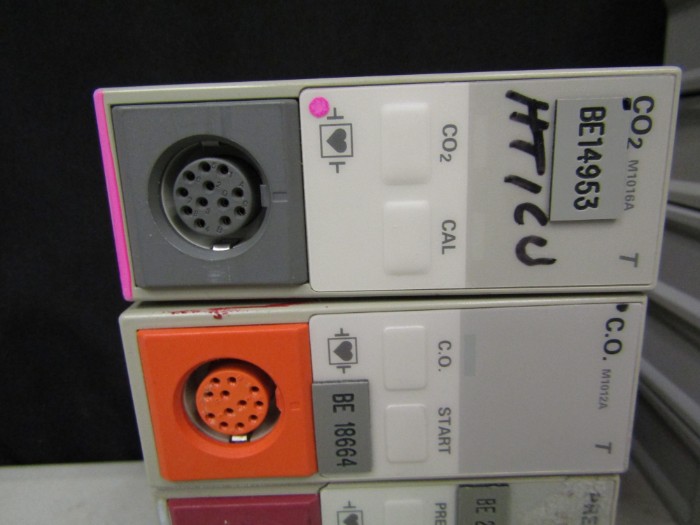 CO2 M1016A T
BE14953
HTICU
CO2
CAL
C.O. M1012A T
C.O.
START
BE 18664